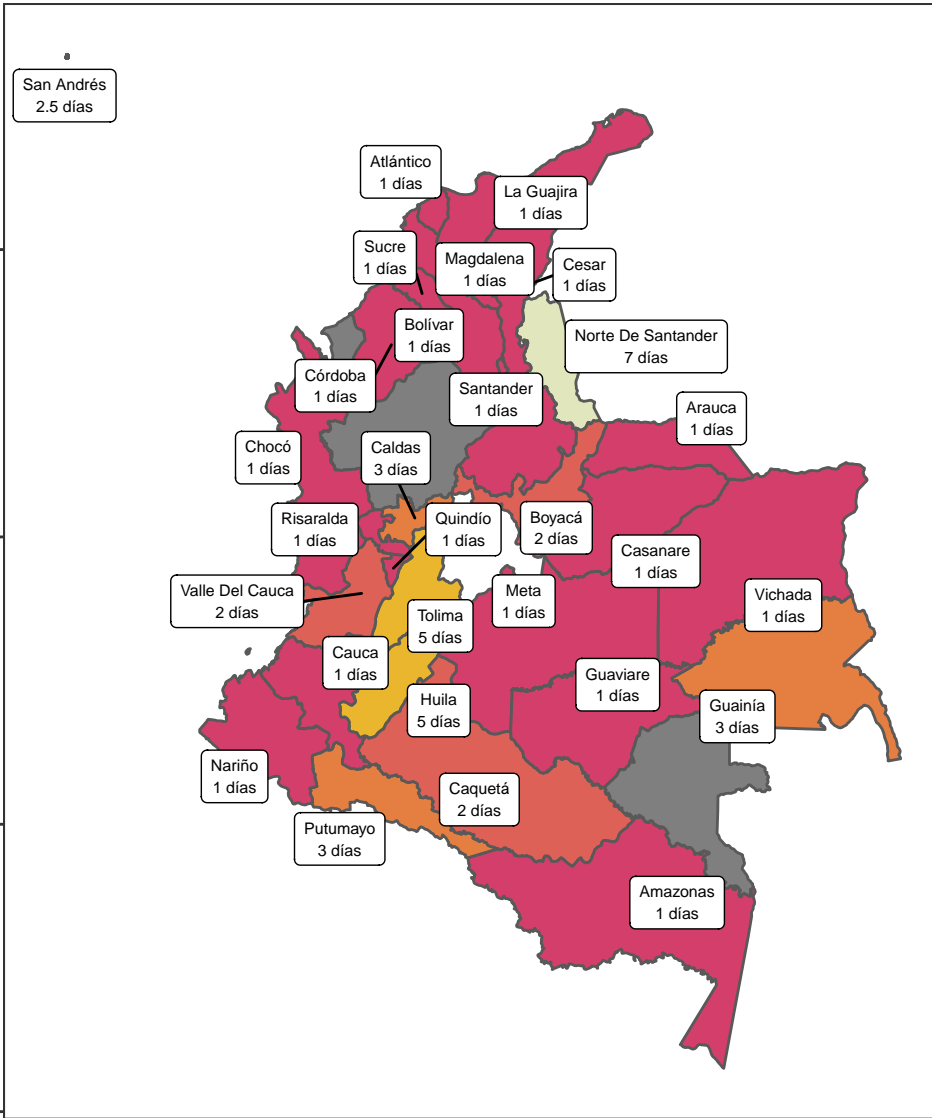 San Andrés
2.5 días
Atlántico
1 días
La Guajira
1 días
Sucre
1 días
Magdalena
1 días
Cesar
1 días
Bolívar
1 días
Norte De Santander
7 días
Córdoba
1 días
Santander
1 días
Arauca
1 días
Chocó
1 días
Caldas
3 días
Risaralda
1 días
Quindío
1 días
Boyacá
2 días
Casanare
1 días
Valle Del Cauca
2 días
Meta
1 días
Vichada
1 días
Tolima
5 días
Cauca
1 días
Guaviare
1 días
Huila
5 días
Guainía
3 días
Nariño
1 días
Caquetá
2 días
Putumayo
3 días
Amazonas
1 días